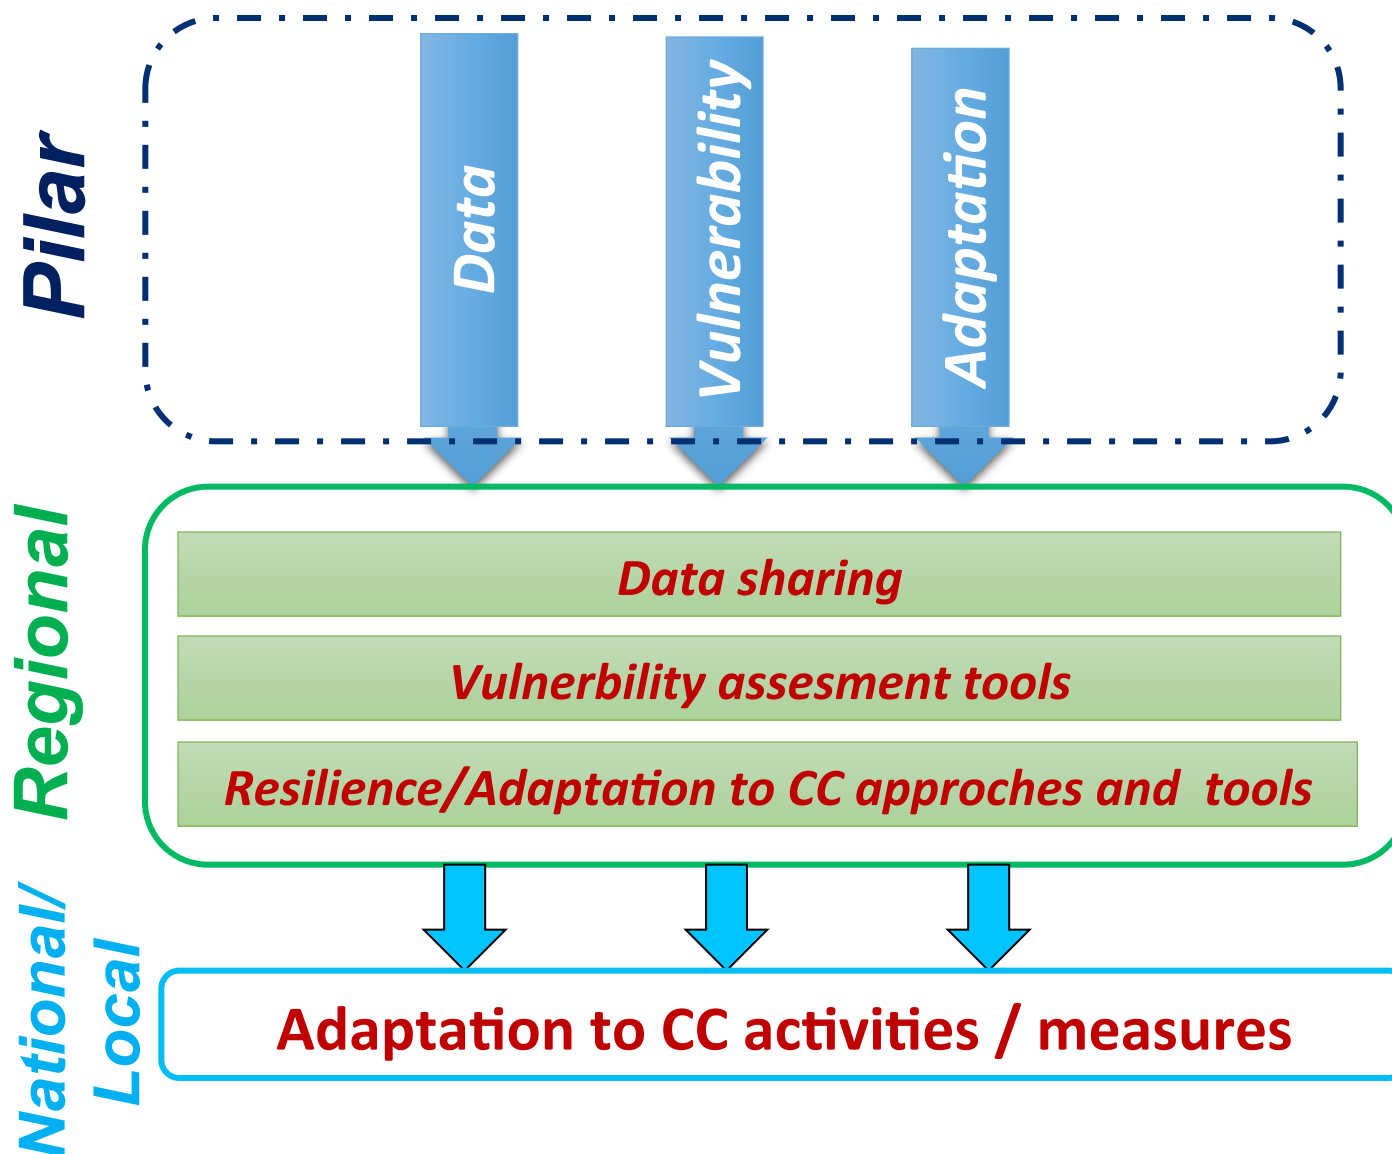 Pilar
Data
Vulnerability
Adaptation
Regional
Data sharing
Vulnerbility assesment tools
Resilience/Adaptation to CC approches and  tools
National/
Local
Adaptation to CC activities / measures